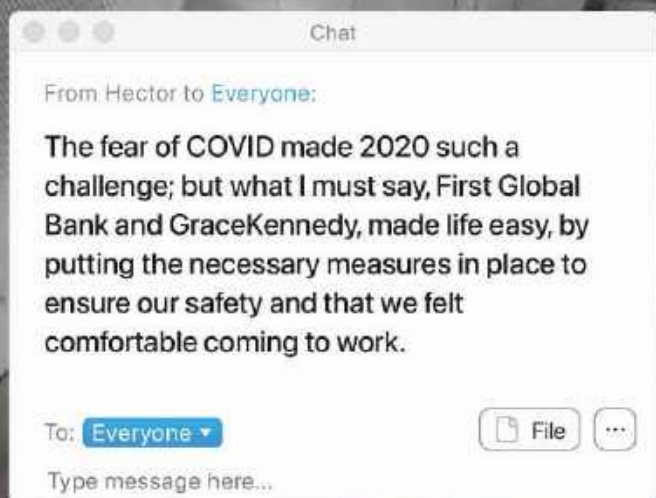 Chat
From Hector to Everyone:
The fear of COVID made 2020 such a
challenge; but what I must say, First Global
Bank and GraceKennedy, made life easy, by
putting the necessary measures in place to
ensure our safety and that we felt
comfortable coming to work.
To: Everyone
File
...
Type message here...